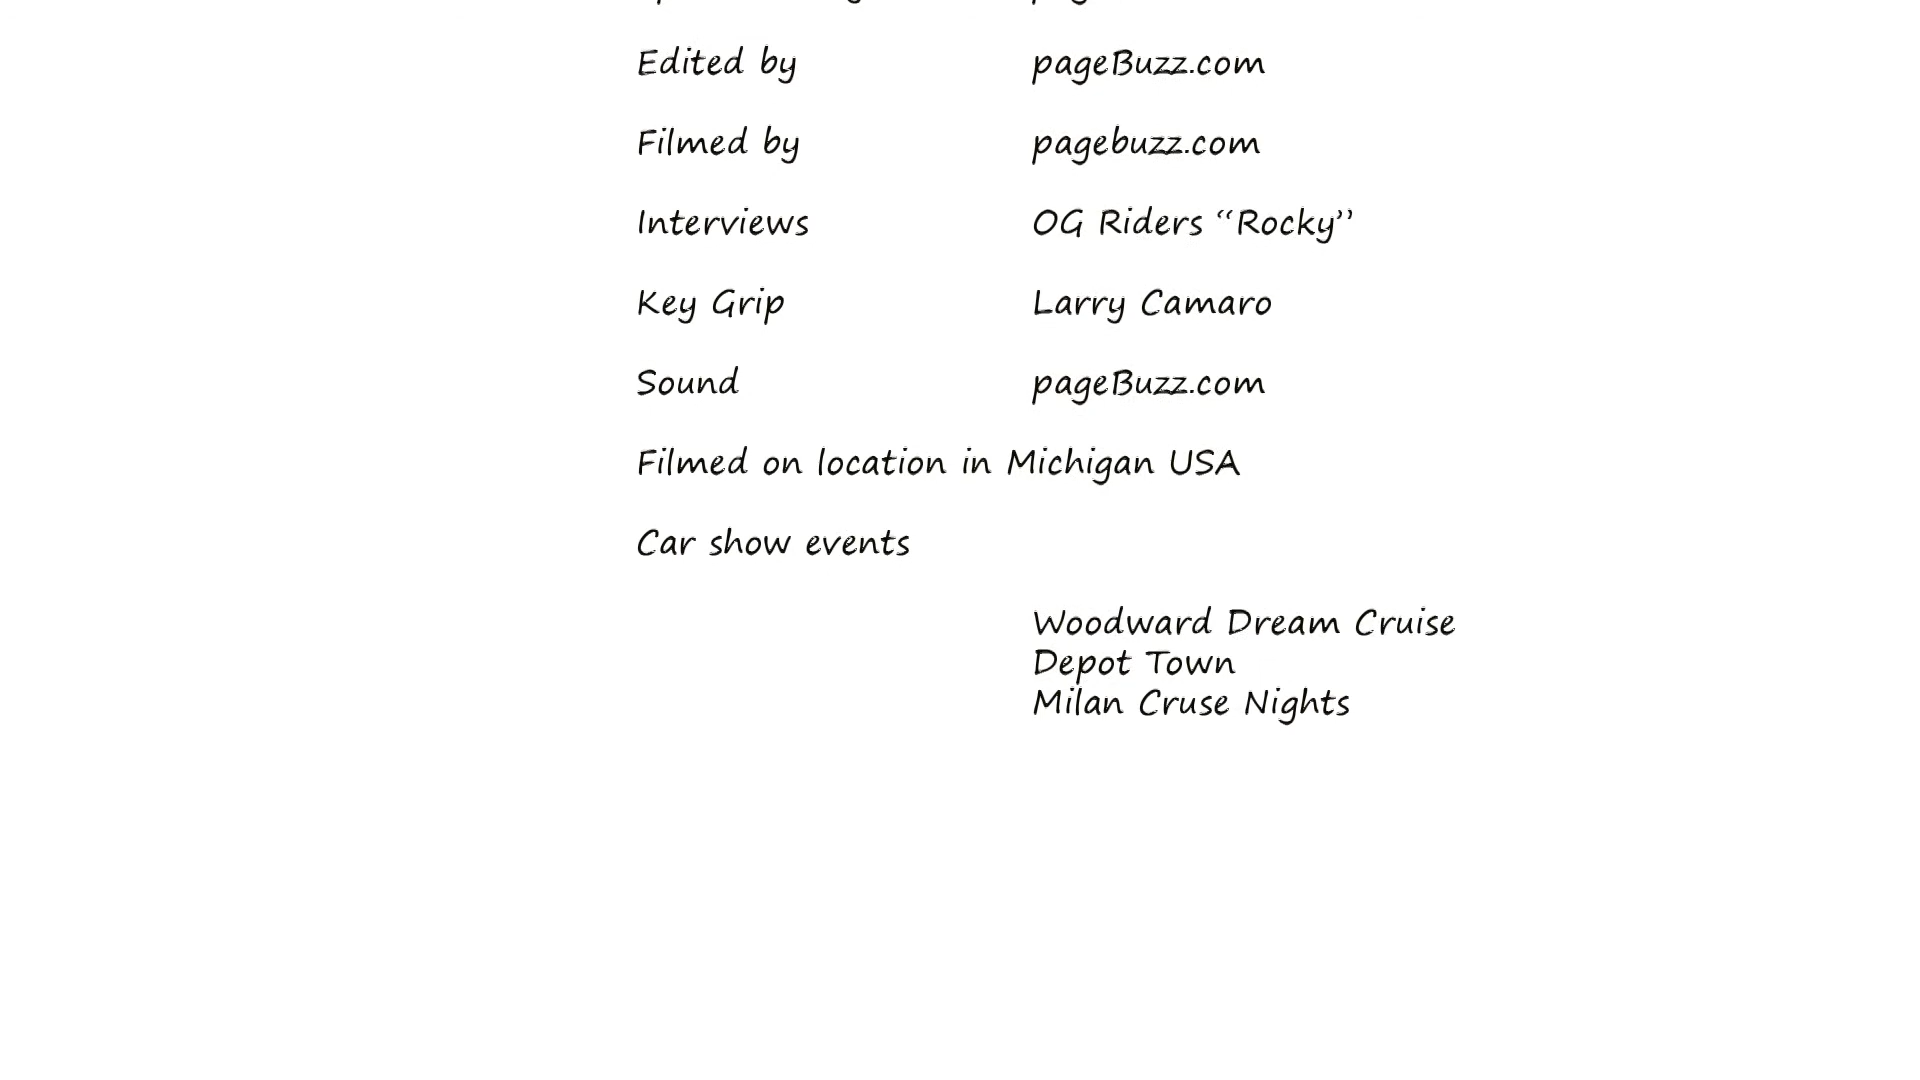 Edited by pageBuzz.com
Filmed by pagebuzz.com
Interviews OG Riders “Rocky”
Key Grip Larry Camaro
Sound pageBuzz.com
Filmed on location in Michigan USA
Car show events
Woodward Dream Cruise
Depot Town
Milan Cruse Nights